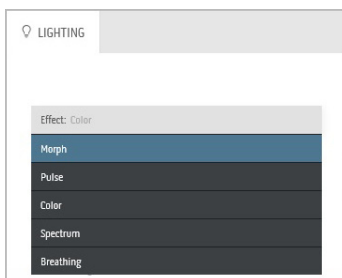 LIGHTING
Effect: Color
Morph
Pulse
Color
Spectrum
Breathing